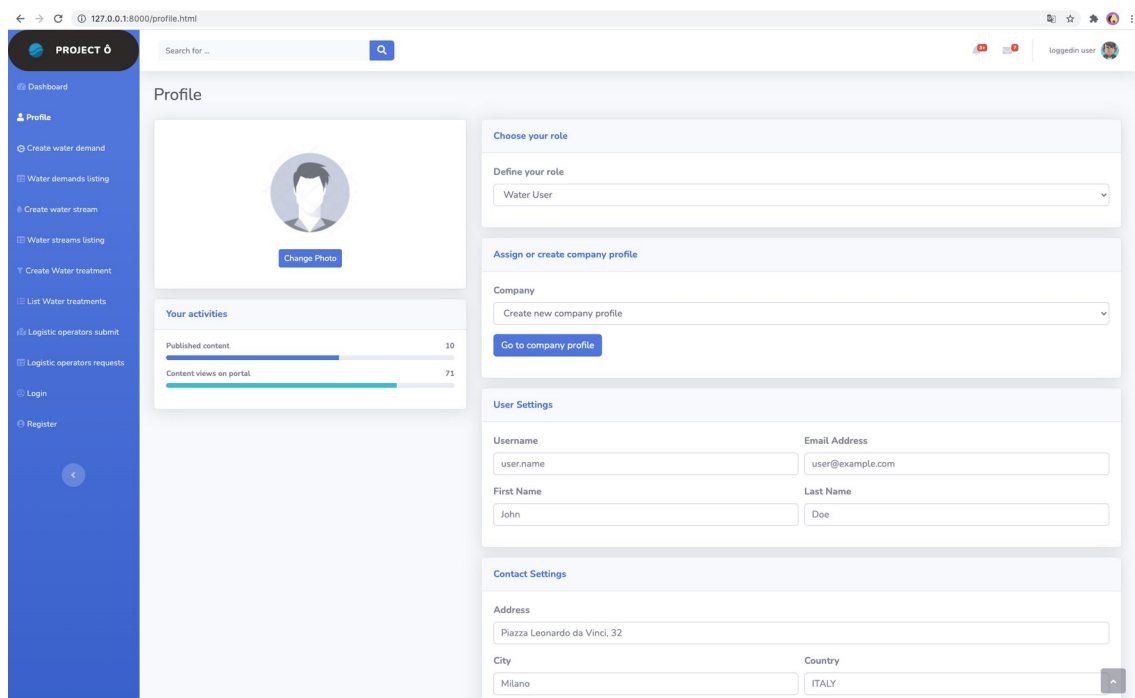 127.0.0.1:8000/profile.html
PROJECT Ô
Search for ...
3+
7
loggedin user
Dashboard
Profile
Create water demand
Water demands listing
Create water stream
Water streams listing
Create Water treatment
List Water treatments
Logistic operators submit
Logistic operators requests
Login
Register
Profile
Change Photo
Your activities
Published content 10
Content views on portal 71
Choose your role
Define your role
Water User
Assign or create company profile
Company
Create new company profile
Go to company profile
User Settings
Username Email Address
user.name user@example.com
First Name Last Name
John Doe
Contact Settings
Address
Piazza Leonardo da Vinci, 32
City Country
Milano ITALY